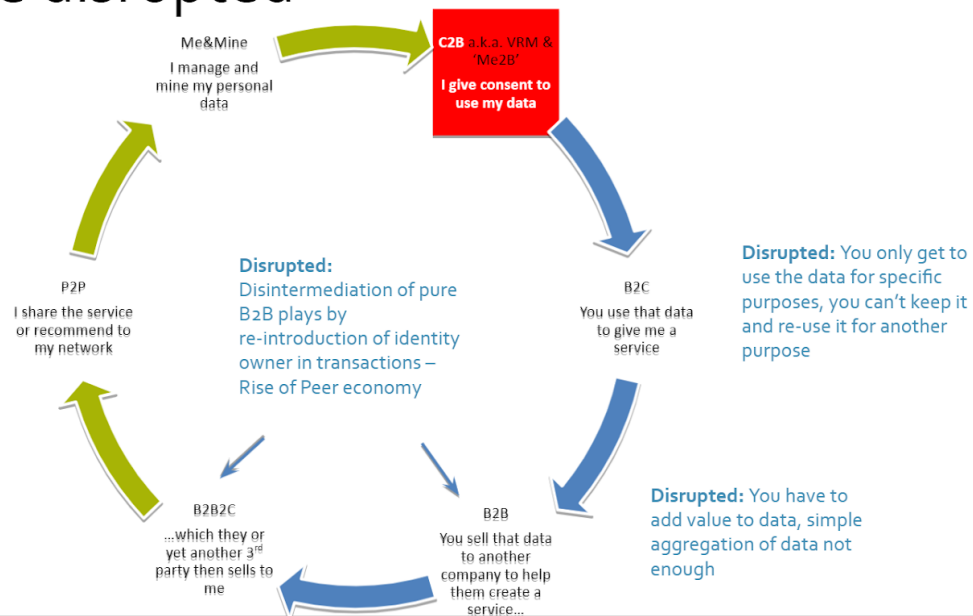 disrupted
Me&Mine
I manage and
mine my personal
data
C2B a.k.a. VRM &
‘Me2B’
I give consent to
use my data
Disrupted: You only get to
use the data for specific
purposes, you can’t keep it
and re-use it for another
purpose
B2C
You use that data
to give me a
service
Disrupted:
Disintermediation of pure
B2B plays by
re-introduction of identity
owner in transactions –
Rise of Peer economy
P2P
I share the service
or recommend to
my network
Disrupted: You have to
add value to data, simple
aggregation of data not
enough
B2B
You sell that data
to another
company to help
them create a
service...
B2B2C
...which they or
yet another 3rd
party then sells to
me